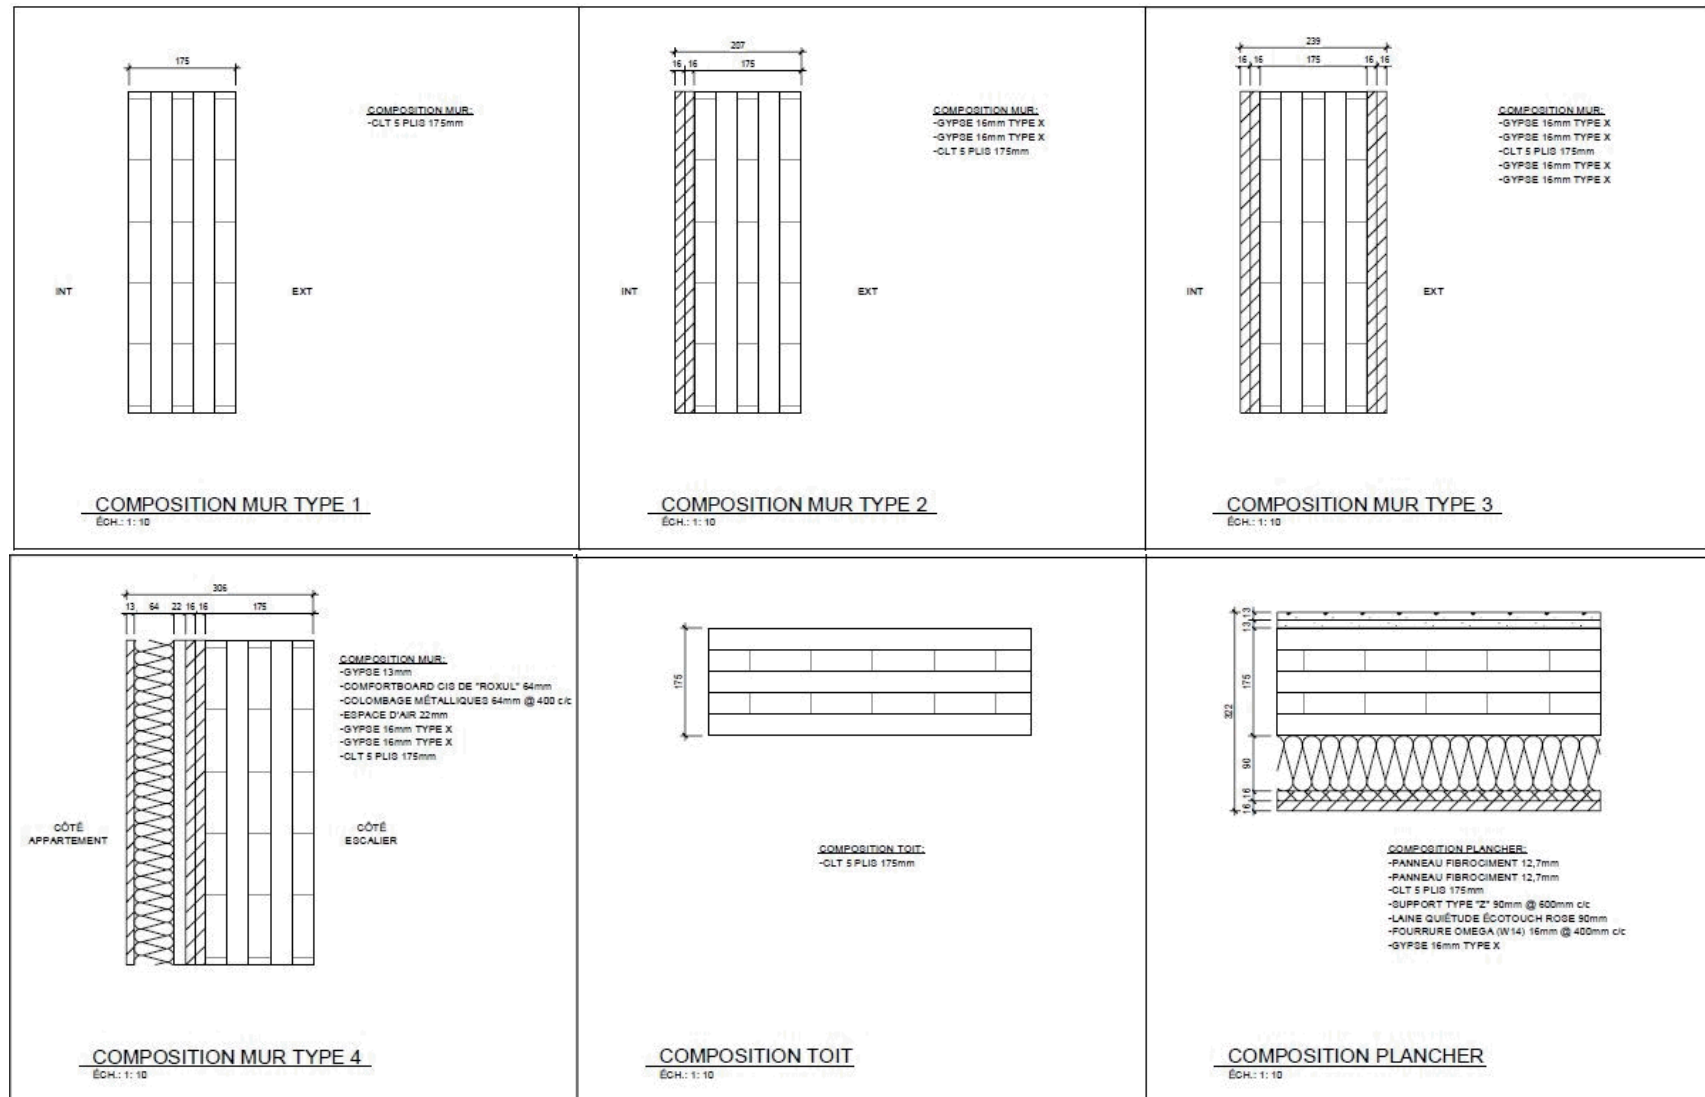 175
COMPOSITION MUR:
-CLT 5 PLIS 175mm
INT
EXT
COMPOSITION MUR TYPE 1
ÉCH.: 1: 10
207
16 16 175
COMPOSITION MUR:
-GYPSE 16mm TYPE X
-GYPSE 16mm TYPE X
-CLT 5 PLIS 175mm
INT
EXT
COMPOSITION MUR TYPE 2
ÉCH.: 1: 10
239
16 16 175 16 16
COMPOSITION MUR:
-GYPSE 16mm TYPE X
-GYPSE 16mm TYPE X
-CLT 5 PLIS 175mm
-GYPSE 16mm TYPE X
-GYPSE 16mm TYPE X
INT
EXT
COMPOSITION MUR TYPE 3
ÉCH.: 1: 10
306
13 64 22 16 16 175
COMPOSITION MUR:
-GYPSE 13mm
-COMFORTBOARD CIS DE "ROXUL" 64mm
-COLOMBAGE MÉTALLIQUES 64mm @ 400 c/c
-ESPACE D'AIR 22mm
-GYPSE 16mm TYPE X
-GYPSE 16mm TYPE X
-CLT 5 PLIS 175mm
CÔTÉ
APPARTEMENT
CÔTÉ
ESCALIER
COMPOSITION MUR TYPE 4
ÉCH.: 1: 10
175
COMPOSITION TOIT:
-CLT 5 PLIS 175mm
COMPOSITION TOIT
ÉCH.: 1: 10
322
13
13
175
90
16
16
COMPOSITION PLANCHER:
-PANNEAU FIBROCIMENT 12,7mm
-PANNEAU FIBROCIMENT 12,7mm
-CLT 5 PLIS 175mm
-SUPPORT TYPE "Z" 90mm @ 600mm c/c
-LAINE QUIÉTUDE ÉCOTOUCH ROSE 90mm
-FOURRURE OMEGA (W14) 16mm @ 400mm c/c
-GYPSE 16mm TYPE X
COMPOSITION PLANCHER
ÉCH.: 1: 10